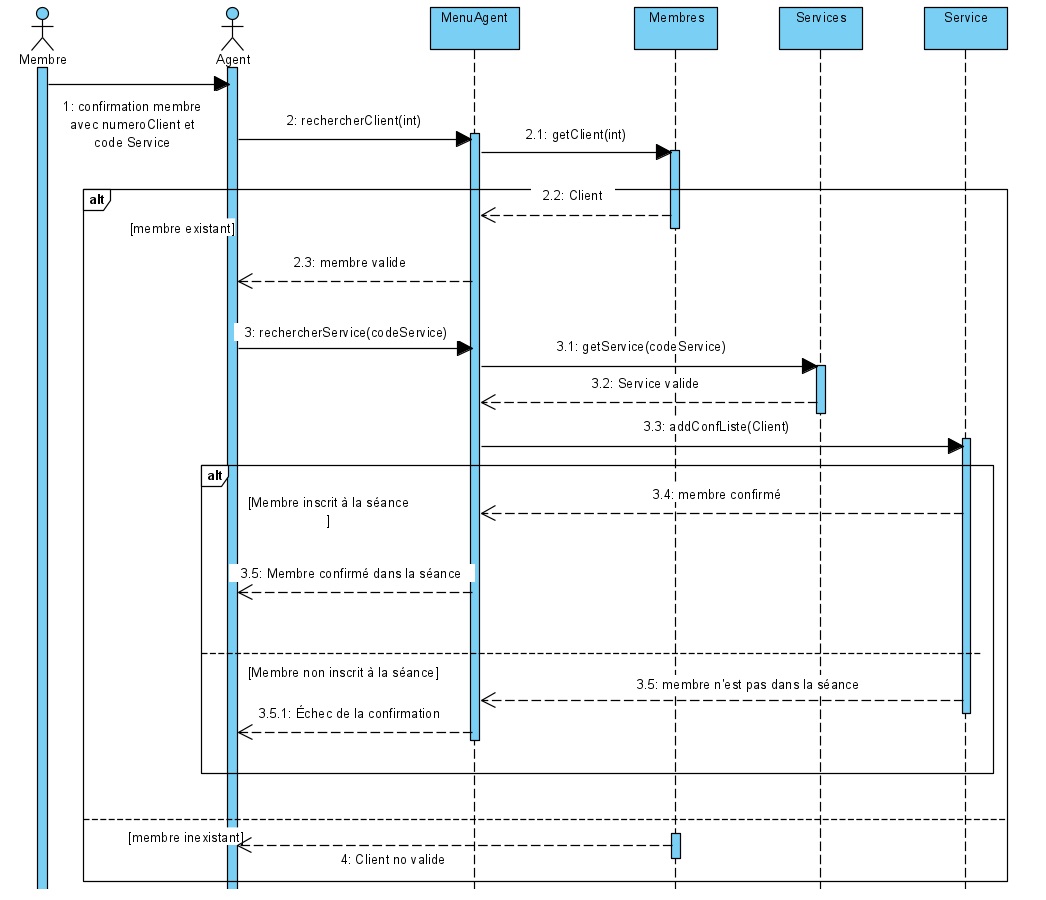 Membre
Agent
MenuAgent
Membres
Services
Service
1: confirmation membre
avec numeroClient et
code Service
2: rechercherClient(int)
2.1: getClient(int)
alt
2.2: Client
[membre existant]
2.3: membre valide
3: rechercherService(codeService)
3.1: getService(codeService)
3.2: Service valide
3.3: addConfListe(Client)
alt
[Membre inscrit à la séance
]
3.4: membre confirmé
3.5: Membre confirmé dans la séance
[Membre non inscrit à la séance]
3.5: membre n'est pas dans la séance
3.5.1: Échec de la confirmation
[membre inexistant]
4: Client no valide